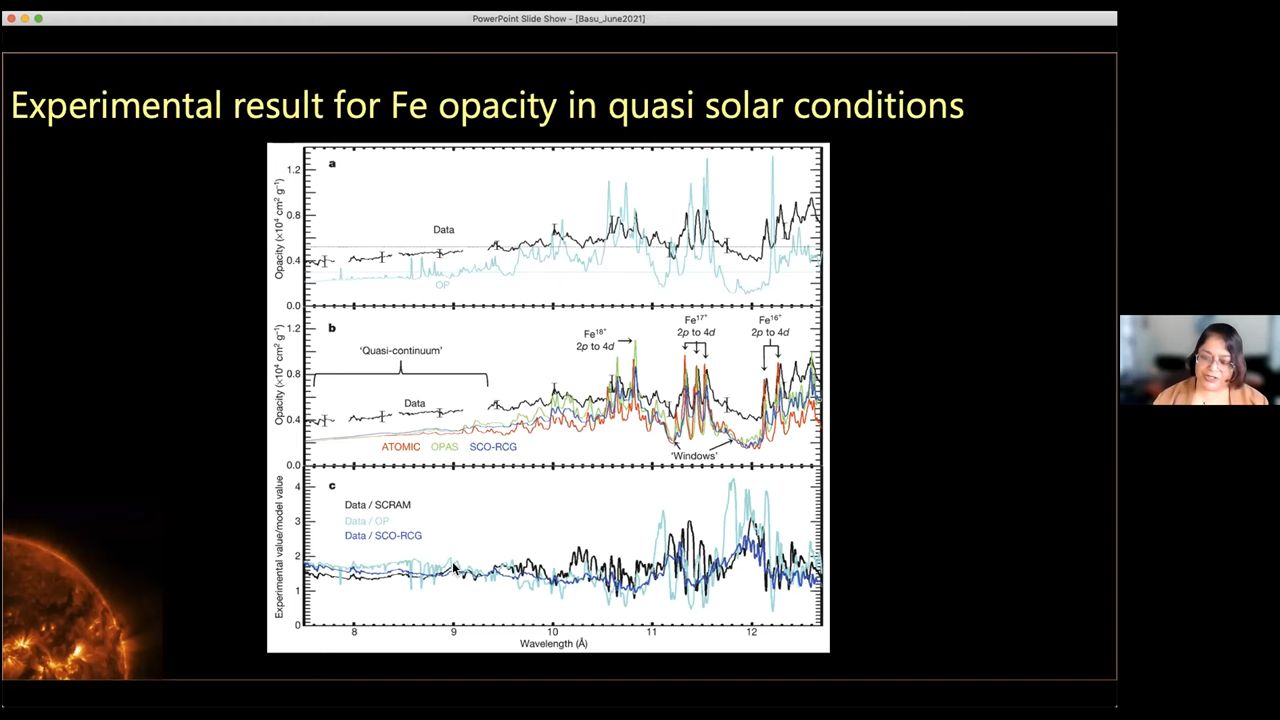 PowerPoint Slide Show - [Basu_June2021]
Experimental result for Fe opacity in quasi solar conditions
a
Opacity (×10⁴ cm² g⁻¹)
1.2
0.8
0.4
0.0
Data
OP
b
Opacity (×10⁴ cm² g⁻¹)
1.2
0.8
0.4
0.0
'Quasi-continuum'
Fe¹⁸⁺
2p to 4d
Fe¹⁷⁺
2p to 4d
Fe¹⁶⁺
2p to 4d
Data
ATOMIC OPAS SCO-RCG
'Windows'
c
Experimental value/model value
4
3
2
1
0
Data / SCRAM
Data / OP
Data / SCO-RCG
8 9 10 11 12
Wavelength (Å)